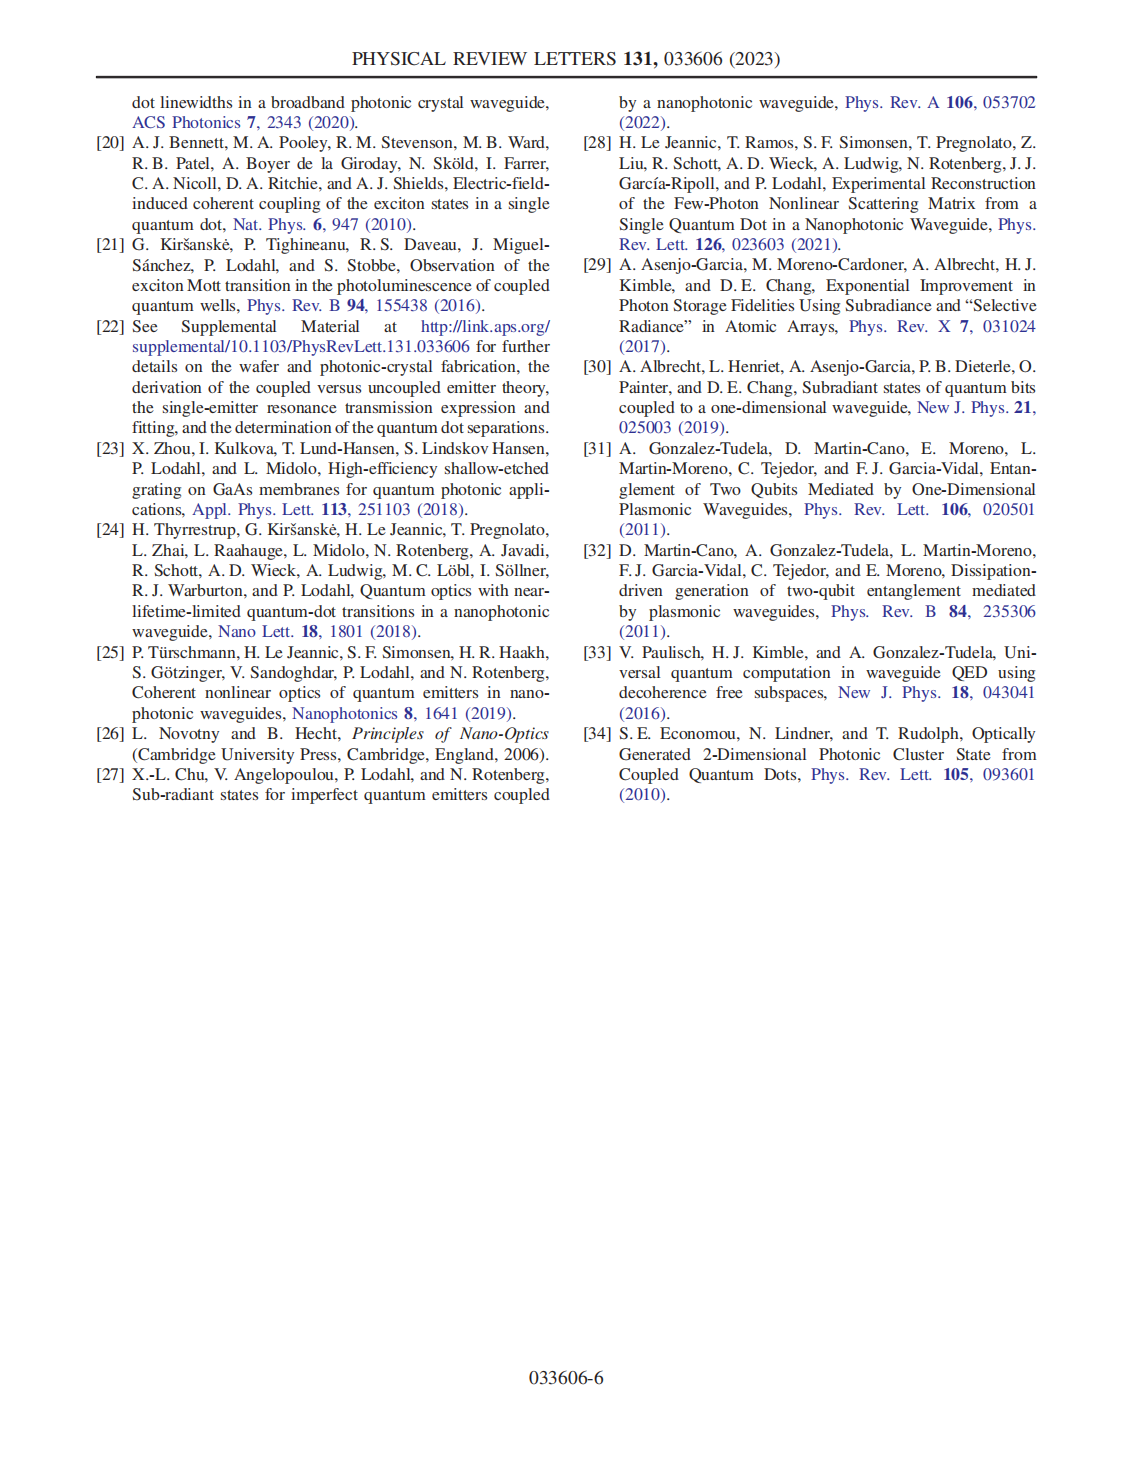 PHYSICAL REVIEW LETTERS 131, 033606 (2023)
dot linewidths in a broadband photonic crystal waveguide,
ACS Photonics 7, 2343 (2020).
[20] A. J. Bennett, M. A. Pooley, R. M. Stevenson, M. B. Ward,
R. B. Patel, A. Boyer de la Giroday, N. Sköld, I. Farrer,
C. A. Nicoll, D. A. Ritchie, and A. J. Shields, Electric-field-
induced coherent coupling of the exciton states in a single
quantum dot, Nat. Phys. 6, 947 (2010).
[21] G. Kiršanskė, P. Tighineanu, R. S. Daveau, J. Miguel-
Sánchez, P. Lodahl, and S. Stobbe, Observation of the
exciton Mott transition in the photoluminescence of coupled
quantum wells, Phys. Rev. B 94, 155438 (2016).
[22] See Supplemental Material at http://link.aps.org/
supplemental/10.1103/PhysRevLett.131.033606 for further
details on the wafer and photonic-crystal fabrication, the
derivation of the coupled versus uncoupled emitter theory,
the single-emitter resonance transmission expression and
fitting, and the determination of the quantum dot separations.
[23] X. Zhou, I. Kulkova, T. Lund-Hansen, S. Lindskov Hansen,
P. Lodahl, and L. Midolo, High-efficiency shallow-etched
grating on GaAs membranes for quantum photonic appli-
cations, Appl. Phys. Lett. 113, 251103 (2018).
[24] H. Thyrrestrup, G. Kiršanskė, H. Le Jeannic, T. Pregnolato,
L. Zhai, L. Raahauge, L. Midolo, N. Rotenberg, A. Javadi,
R. Schott, A. D. Wieck, A. Ludwig, M. C. Löbl, I. Söllner,
R. J. Warburton, and P. Lodahl, Quantum optics with near-
lifetime-limited quantum-dot transitions in a nanophotonic
waveguide, Nano Lett. 18, 1801 (2018).
[25] P. Türschmann, H. Le Jeannic, S. F. Simonsen, H. R. Haakh,
S. Götzinger, V. Sandoghdar, P. Lodahl, and N. Rotenberg,
Coherent nonlinear optics of quantum emitters in nano-
photonic waveguides, Nanophotonics 8, 1641 (2019).
[26] L. Novotny and B. Hecht, Principles of Nano-Optics
(Cambridge University Press, Cambridge, England, 2006).
[27] X.-L. Chu, V. Angelopoulou, P. Lodahl, and N. Rotenberg,
Sub-radiant states for imperfect quantum emitters coupled
by a nanophotonic waveguide, Phys. Rev. A 106, 053702
(2022).
[28] H. Le Jeannic, T. Ramos, S. F. Simonsen, T. Pregnolato, Z.
Liu, R. Schott, A. D. Wieck, A. Ludwig, N. Rotenberg, J. J.
García-Ripoll, and P. Lodahl, Experimental Reconstruction
of the Few-Photon Nonlinear Scattering Matrix from a
Single Quantum Dot in a Nanophotonic Waveguide, Phys.
Rev. Lett. 126, 023603 (2021).
[29] A. Asenjo-Garcia, M. Moreno-Cardoner, A. Albrecht, H. J.
Kimble, and D. E. Chang, Exponential Improvement in
Photon Storage Fidelities Using Subradiance and “Selective
Radiance” in Atomic Arrays, Phys. Rev. X 7, 031024
(2017).
[30] A. Albrecht, L. Henriet, A. Asenjo-Garcia, P. B. Dieterle, O.
Painter, and D. E. Chang, Subradiant states of quantum bits
coupled to a one-dimensional waveguide, New J. Phys. 21,
025003 (2019).
[31] A. Gonzalez-Tudela, D. Martin-Cano, E. Moreno, L.
Martin-Moreno, C. Tejedor, and F. J. Garcia-Vidal, Entan-
glement of Two Qubits Mediated by One-Dimensional
Plasmonic Waveguides, Phys. Rev. Lett. 106, 020501
(2011).
[32] D. Martin-Cano, A. Gonzalez-Tudela, L. Martin-Moreno,
F. J. Garcia-Vidal, C. Tejedor, and E. Moreno, Dissipation-
driven generation of two-qubit entanglement mediated
by plasmonic waveguides, Phys. Rev. B 84, 235306
(2011).
[33] V. Paulisch, H. J. Kimble, and A. Gonzalez-Tudela, Uni-
versal quantum computation in waveguide QED using
decoherence free subspaces, New J. Phys. 18, 043041
(2016).
[34] S. E. Economou, N. Lindner, and T. Rudolph, Optically
Generated 2-Dimensional Photonic Cluster State from
Coupled Quantum Dots, Phys. Rev. Lett. 105, 093601
(2010).
033606-6